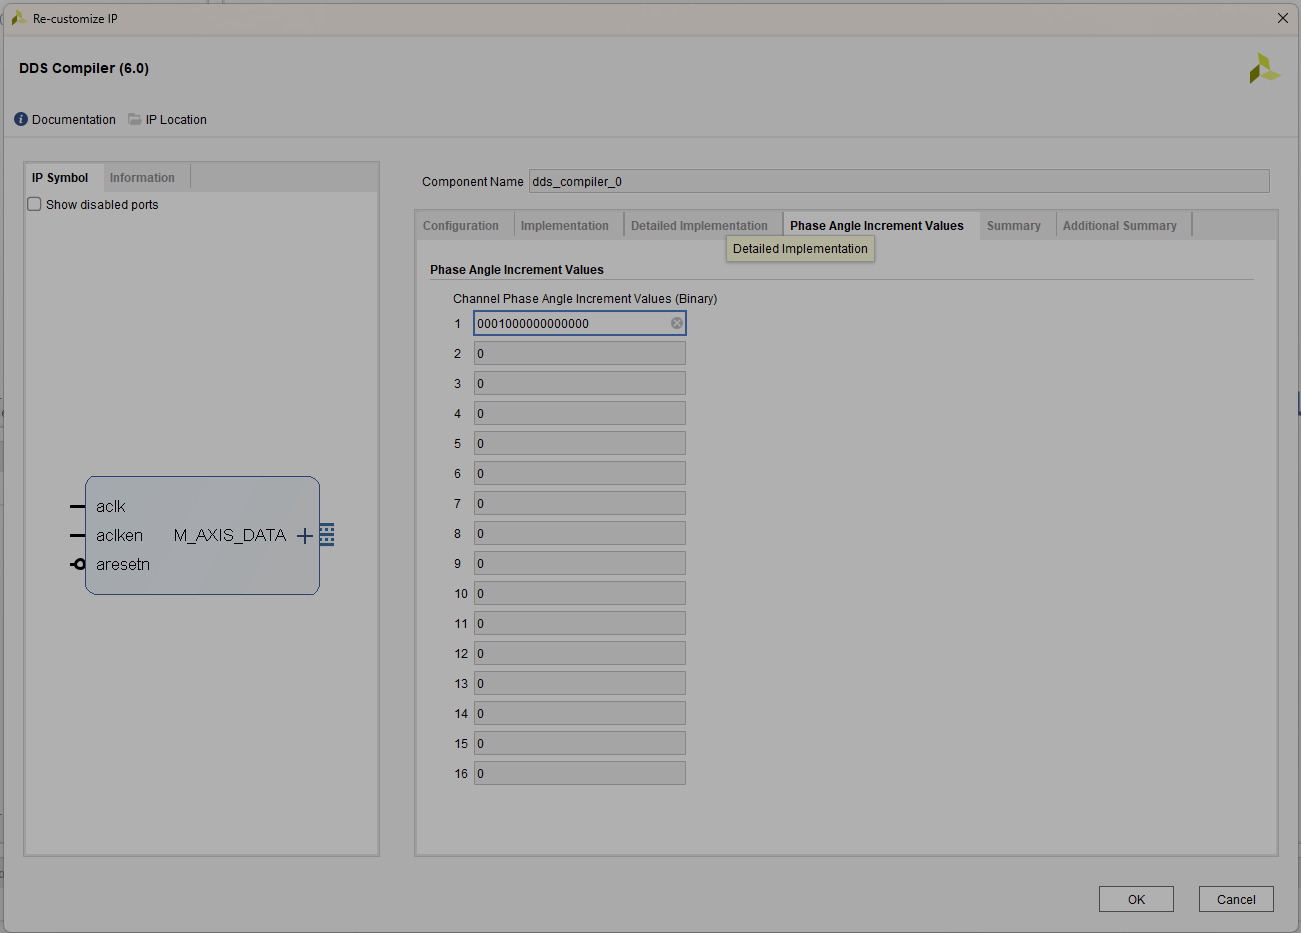 Re-customize IP
DDS Compiler (6.0)
Documentation IP Location
IP Symbol Information
Show disabled ports
aclk
aclken M_AXIS_DATA
aresetn
Component Name dds_compiler_0
Configuration Implementation Detailed Implementation Phase Angle Increment Values Summary Additional Summary
Detailed Implementation
Phase Angle Increment Values
Channel Phase Angle Increment Values (Binary)
1 0001000000000000
2 0
3 0
4 0
5 0
6 0
7 0
8 0
9 0
10 0
11 0
12 0
13 0
14 0
15 0
16 0
OK Cancel